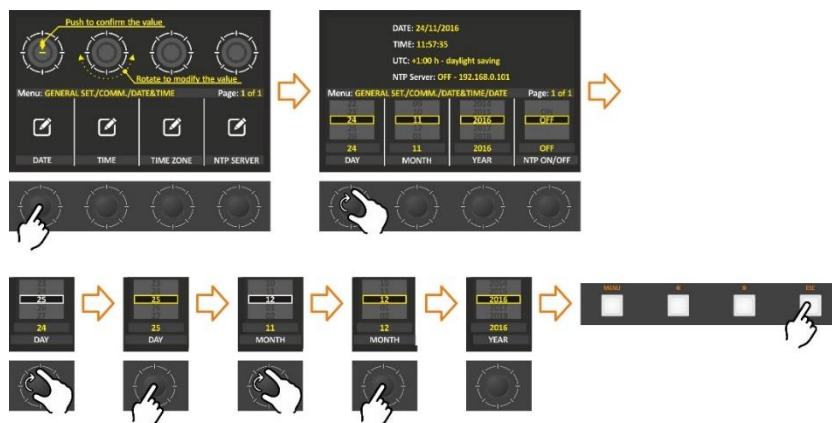 Push to confirm the value
Rotate to modify the value
Menu: GENERAL SET./COMM./DATE&TIME Page: 1 of 1
DATE TIME TIME ZONE NTP SERVER
DATE: 24/11/2016
TIME: 11:57:35
UTC: +1:00 h - daylight saving
NTP Server: OFF - 192.168.0.101
Menu: GENERAL SET./COMM./DATE&TIME/DATE Page: 1 of 1
24 11 2016 OFF
24 11 2016 OFF
DAY MONTH YEAR NTP ON/OFF
25 25 12 12 2016
24 25 11 12 2016
DAY DAY MONTH MONTH YEAR
MENU ESC